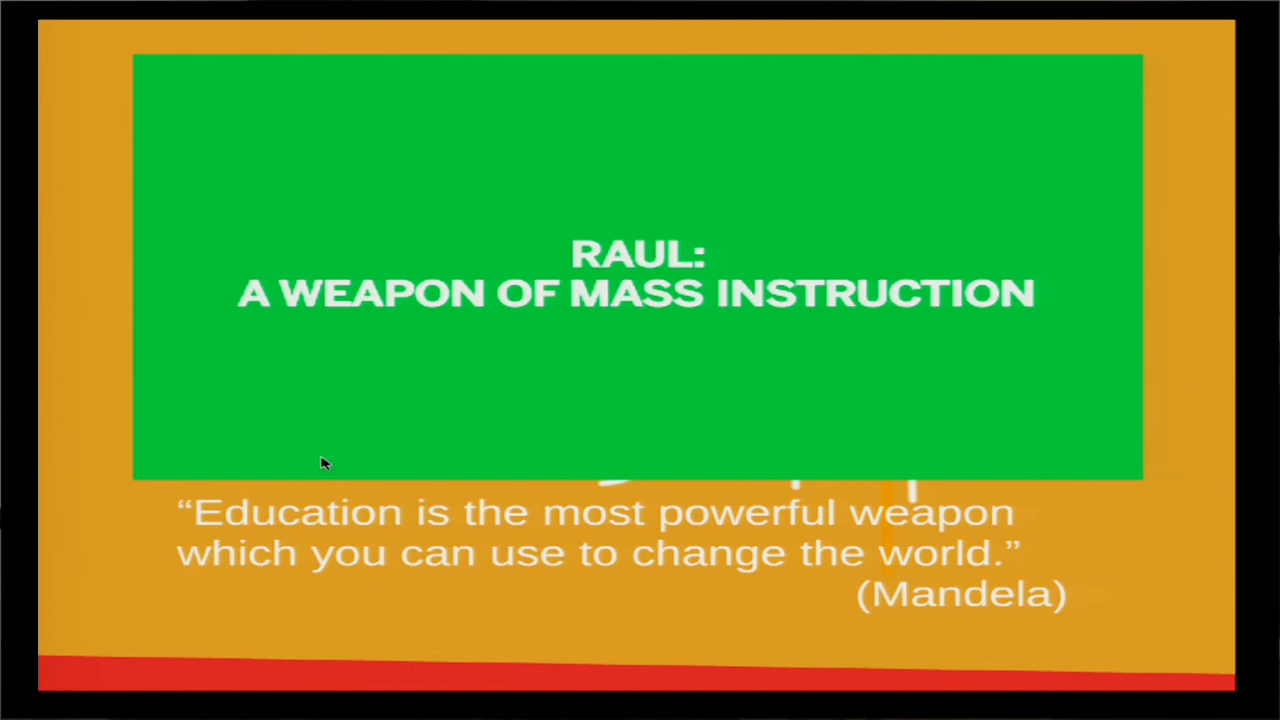 RAUL:
A WEAPON OF MASS INSTRUCTION
“Education is the most powerful weapon
which you can use to change the world.”
(Mandela)